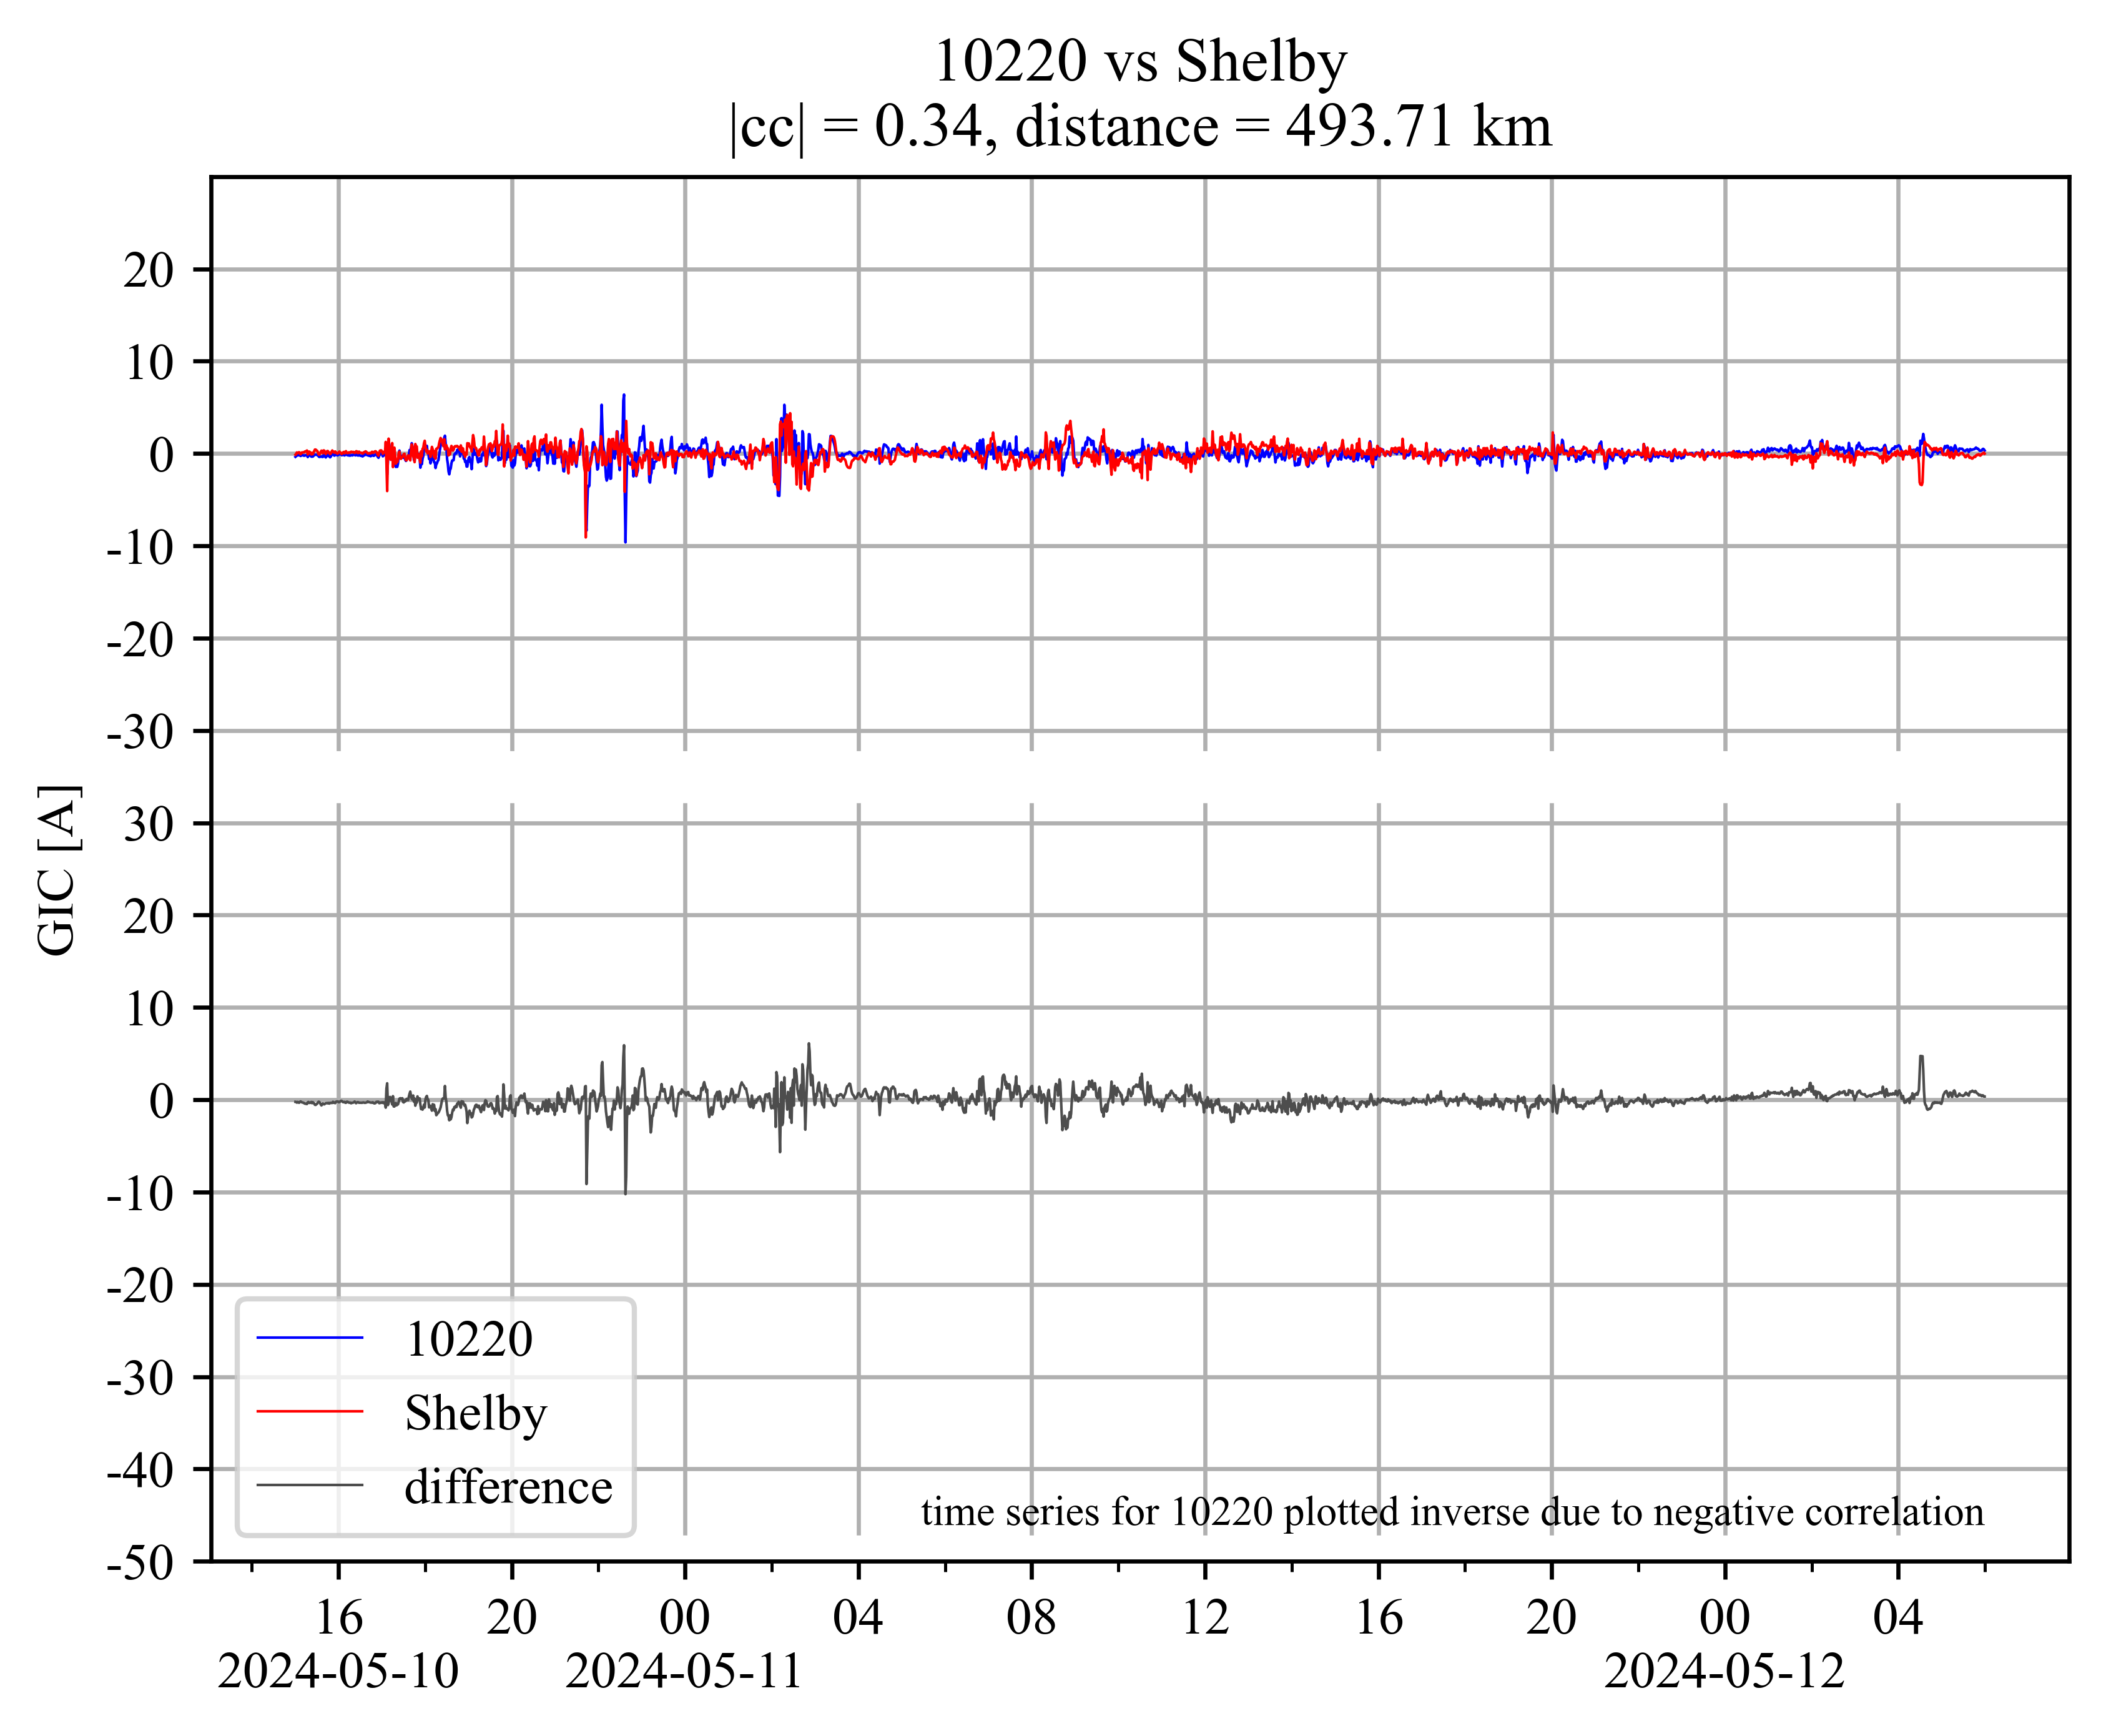 10220 vs Shelby
|cc| = 0.34, distance = 493.71 km
GIC [A]
20
10
0
-10
-20
-30
30
20
10
0
-10
-20
-30
-40
-50
10220
Shelby
difference
time series for 10220 plotted inverse due to negative correlation
16 20 00 04 08 12 16 20 00 04
2024-05-10 2024-05-11 2024-05-12